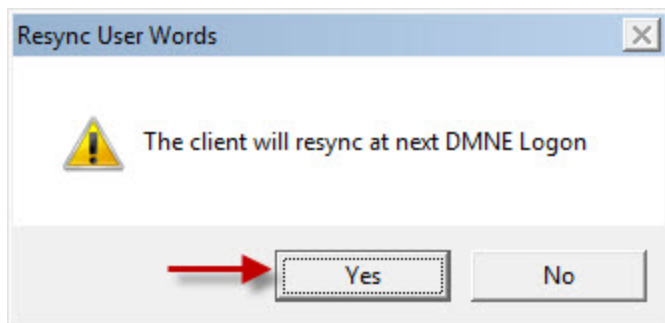 Resync User Words
The client will resync at next DMNE Logon
Yes
No